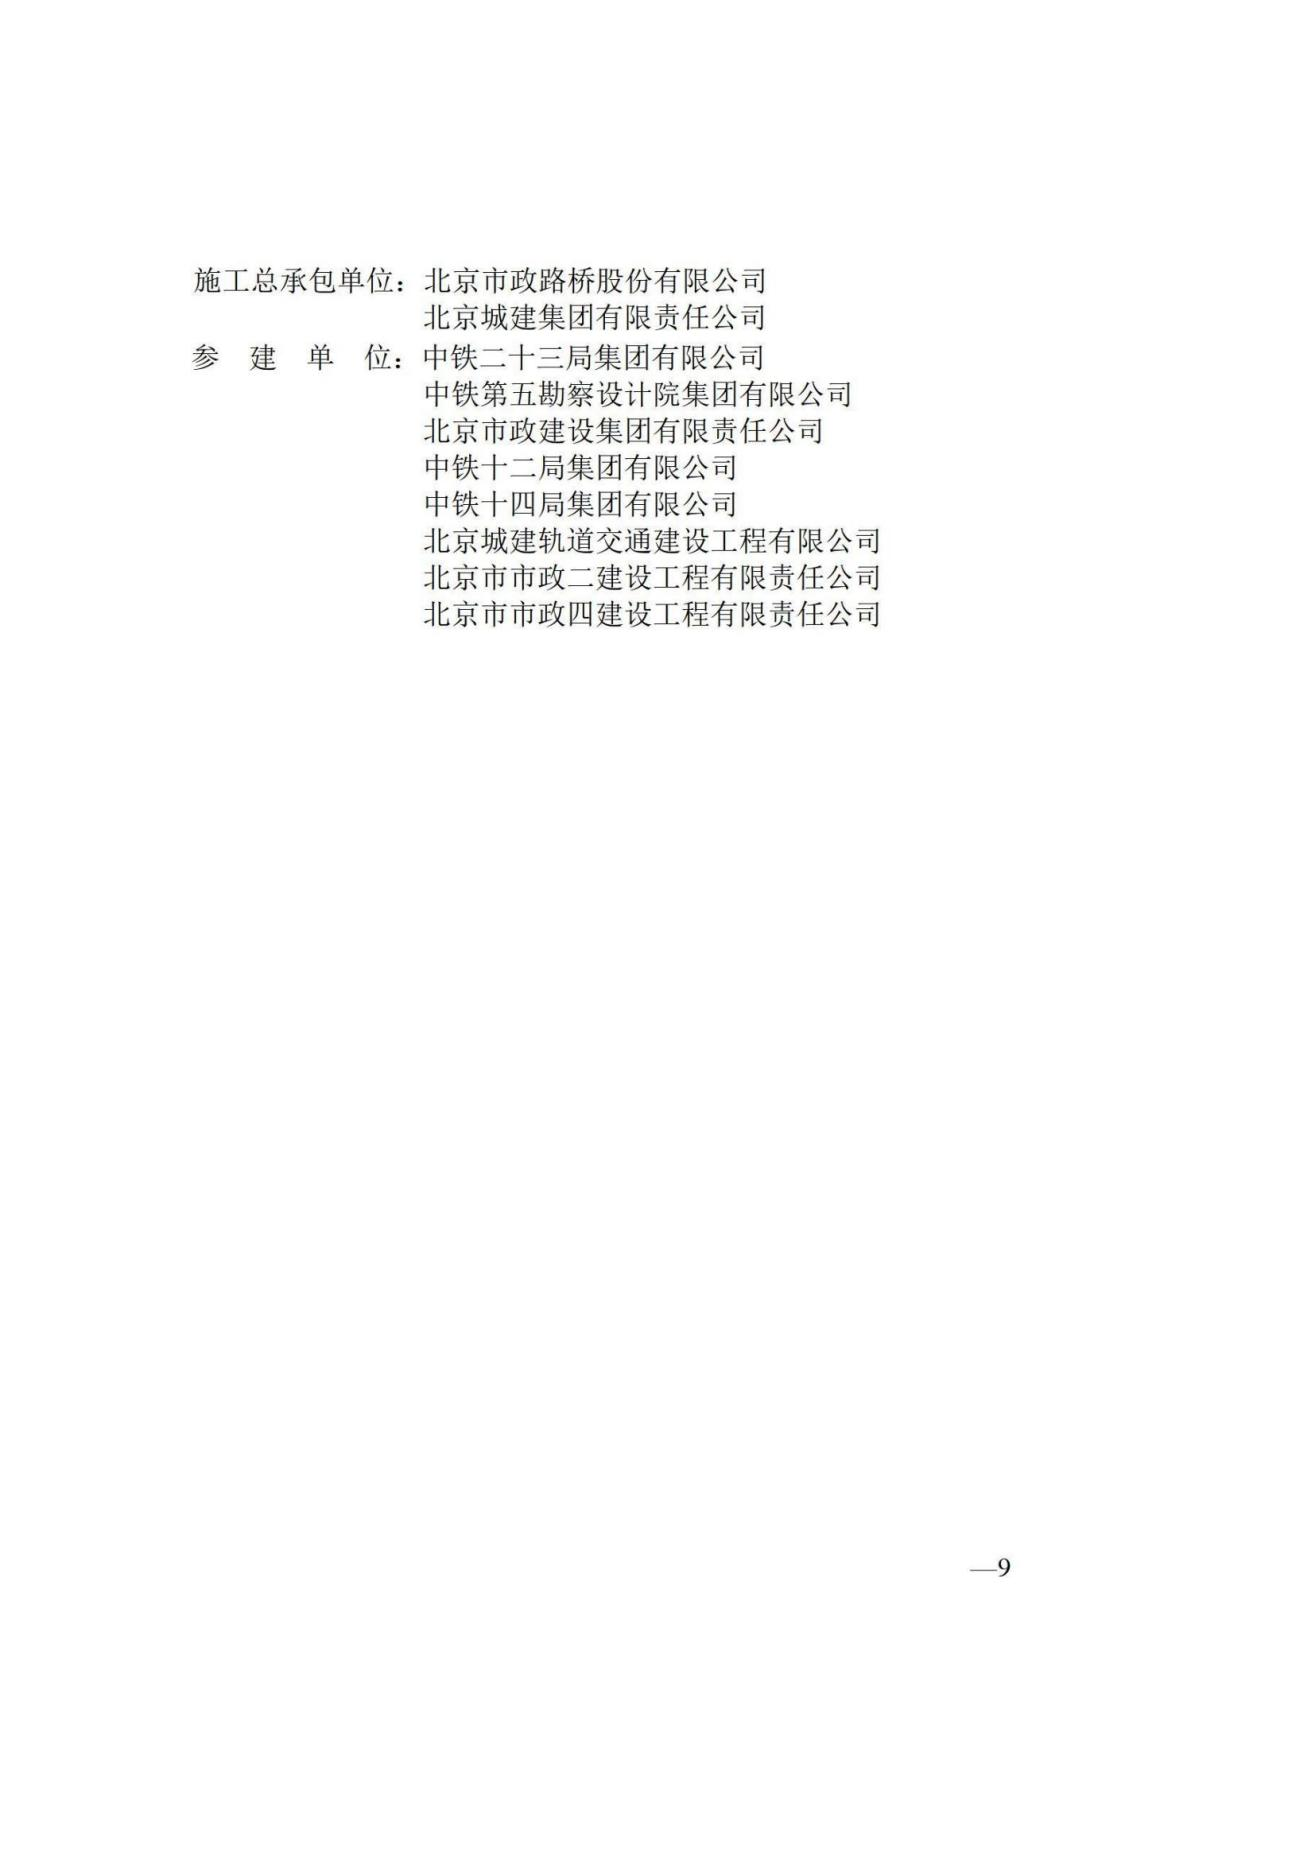 施工总承包单位：北京市政路桥股份有限公司
北京城建集团有限责任公司
参 建 单 位：中铁二十三局集团有限公司
中铁第五勘察设计院集团有限公司
北京市政建设集团有限责任公司
中铁十二局集团有限公司
中铁十四局集团有限公司
北京城建轨道交通建设工程有限公司
北京市市政二建设工程有限责任公司
北京市市政四建设工程有限责任公司
—9